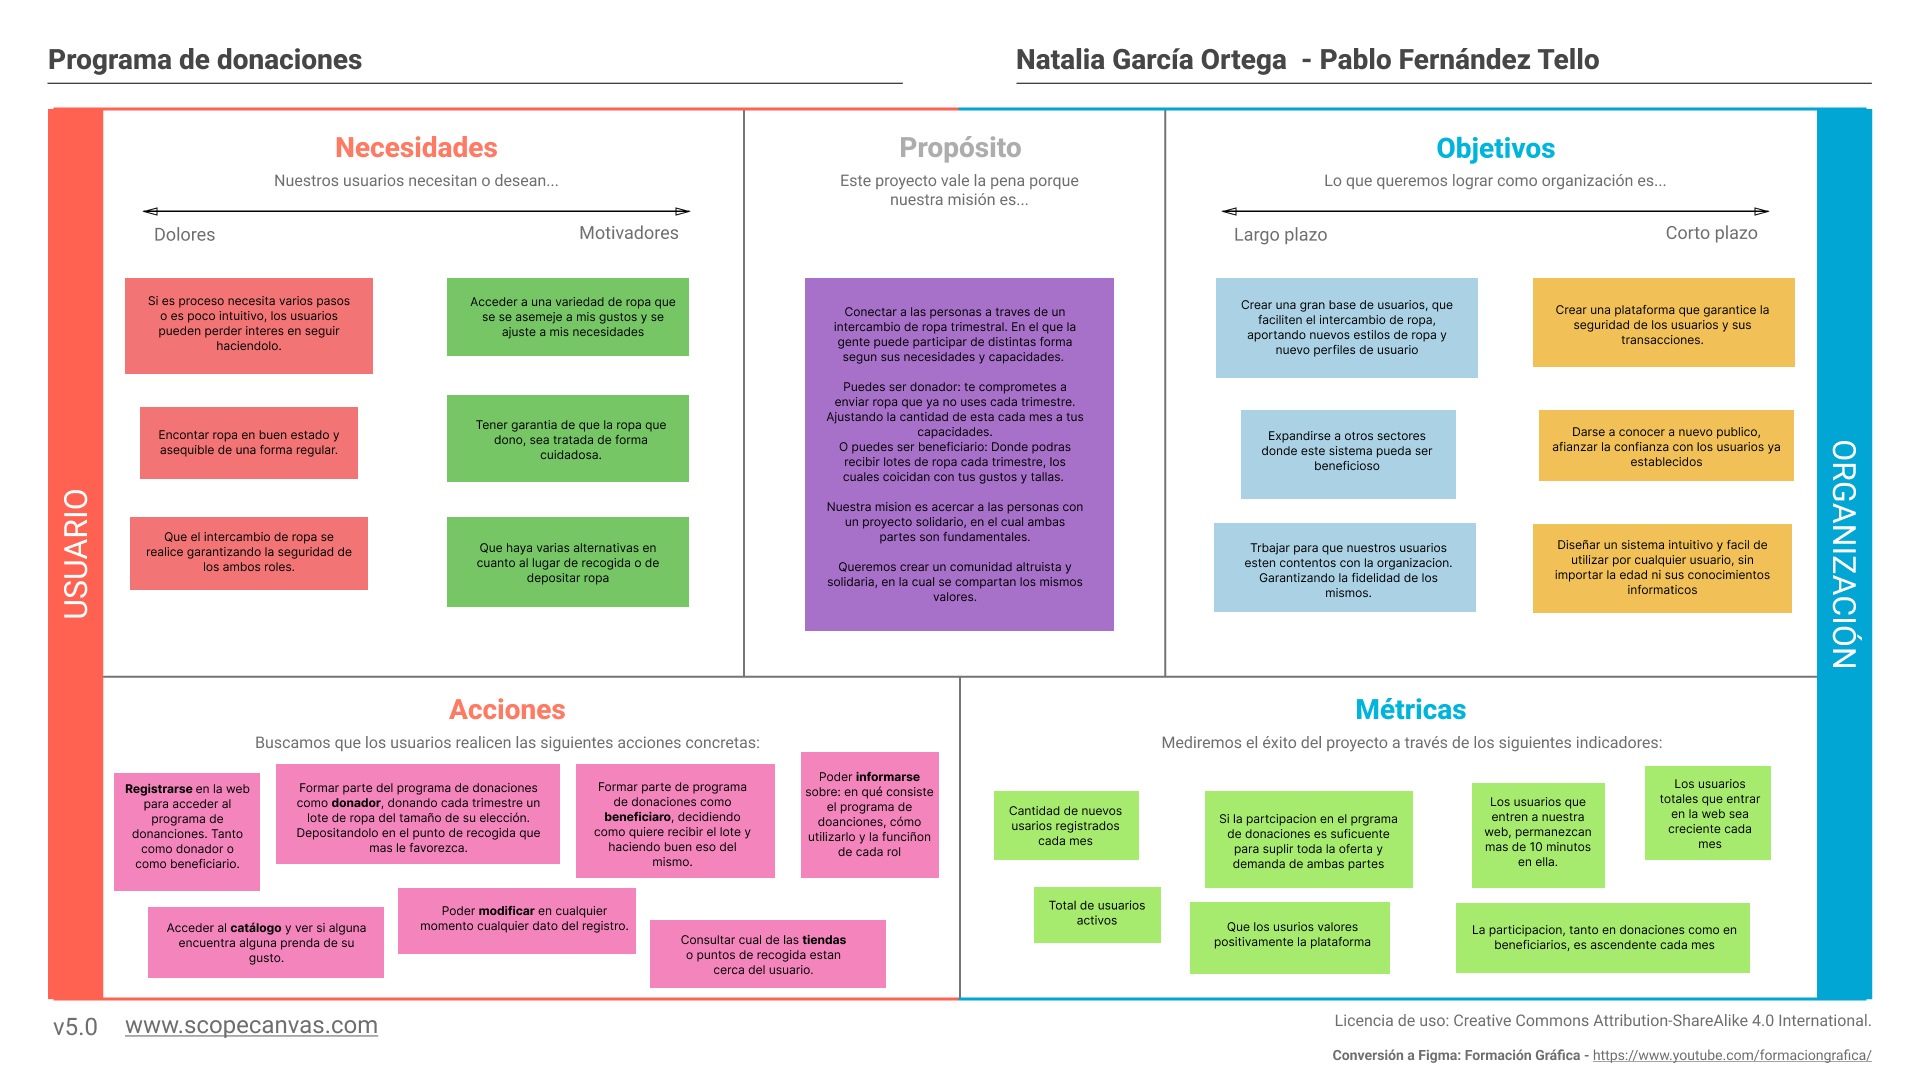 Programa de donaciones
Natalia García Ortega  - Pablo Fernández Tello
USUARIO
Necesidades
Nuestros usuarios necesitan o desean...
Dolores
Motivadores
Si es proceso necesita varios pasos
o es poco intuitivo, los usuarios
pueden perder interes en seguir
haciendolo.
Encontar ropa en buen estado y
asequible de una forma regular.
Que el intercambio de ropa se
realice garantizando la seguridad de
los ambos roles.
Acceder a una variedad de ropa que
se se asemeje a mis gustos y se
ajuste a mis necesidades
Tener garantia de que la ropa que
dono, sea tratada de forma
cuidadosa.
Que haya varias alternativas en
cuanto al lugar de recogida o de
depositar ropa
Propósito
Este proyecto vale la pena porque
nuestra misión es...
Conectar a las personas a traves de un
intercambio de ropa trimestral. En el que la
gente puede participar de distintas forma
segun sus necesidades y capacidades.
Puedes ser donador: te comprometes a
enviar ropa que ya no uses cada trimestre.
Ajustando la cantidad de esta cada mes a tus
capacidades.
O puedes ser beneficiario: Donde podras
recibir lotes de ropa cada trimestre, los
cuales coicidan con tus gustos y tallas.
Nuestra mision es acercar a las personas con
un proyecto solidario, en el cual ambas
partes son fundamentales.
Queremos crear un comunidad altruista y
solidaria, en la cual se compartan los mismos
valores.
Objetivos
Lo que queremos lograr como organización es...
Largo plazo
Corto plazo
Crear una gran base de usuarios, que
faciliten el intercambio de ropa,
aportando nuevos estilos de ropa y
nuevo perfiles de usuario
Expandirse a otros sectores
donde este sistema pueda ser
beneficioso
Trbajar para que nuestros usuarios
esten contentos con la organizacion.
Garantizando la fidelidad de los
mismos.
Crear una plataforma que garantice la
seguridad de los usuarios y sus
transacciones.
Darse a conocer a nuevo publico,
afianzar la confianza con los usuarios ya
establecidos
Diseñar un sistema intuitivo y facil de
utilizar por cualquier usuario, sin
importar la edad ni sus conocimientos
informaticos
ORGANIZACIÓN
Acciones
Buscamos que los usuarios realicen las siguientes acciones concretas:
Registrarse en la web
para acceder al
programa de
donanciones. Tanto
como donador o
como beneficiario.
Formar parte del programa de donaciones
como donador, donando cada trimestre un
lote de ropa del tamaño de su elección.
Depositandolo en el punto de recogida que
mas le favorezca.
Formar parte de programa
de donaciones como
beneficiaro, decidiendo
como quiere recibir el lote y
haciendo buen eso del
mismo.
Poder informarse
sobre: en qué consiste
el programa de
doanciones, cómo
utilizarlo y la funciñon
de cada rol
Acceder al catálogo y ver si alguna
encuentra alguna prenda de su
gusto.
Poder modificar en cualquier
momento cualquier dato del registro.
Consultar cual de las tiendas
o puntos de recogida estan
cerca del usuario.
Métricas
Mediremos el éxito del proyecto a través de los siguientes indicadores:
Cantidad de nuevos
usarios registrados
cada mes
Si la partcipacion en el prgrama
de donaciones es suficuente
para suplir toda la oferta y
demanda de ambas partes
Los usuarios que
entren a nuestra
web, permanezcan
mas de 10 minutos
en ella.
Los usuarios
totales que entrar
en la web sea
creciente cada
mes
Total de usuarios
activos
Que los usurios valores
positivamente la plataforma
La participacion, tanto en donaciones como en
beneficiarios, es ascendente cada mes
v5.0
www.scopecanvas.com
Licencia de uso: Creative Commons Attribution-ShareAlike 4.0 International.
Conversión a Figma: Formación Gráfica - https://www.youtube.com/formaciongrafica/